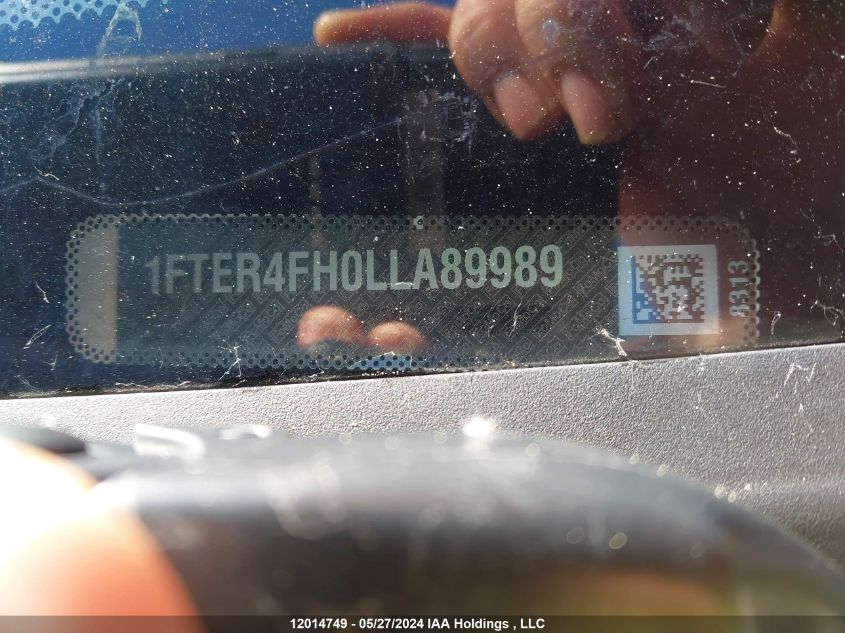 1FTER4FH0LLA89989
8313
12014749 - 05/27/2024 IAA Holdings , LLC